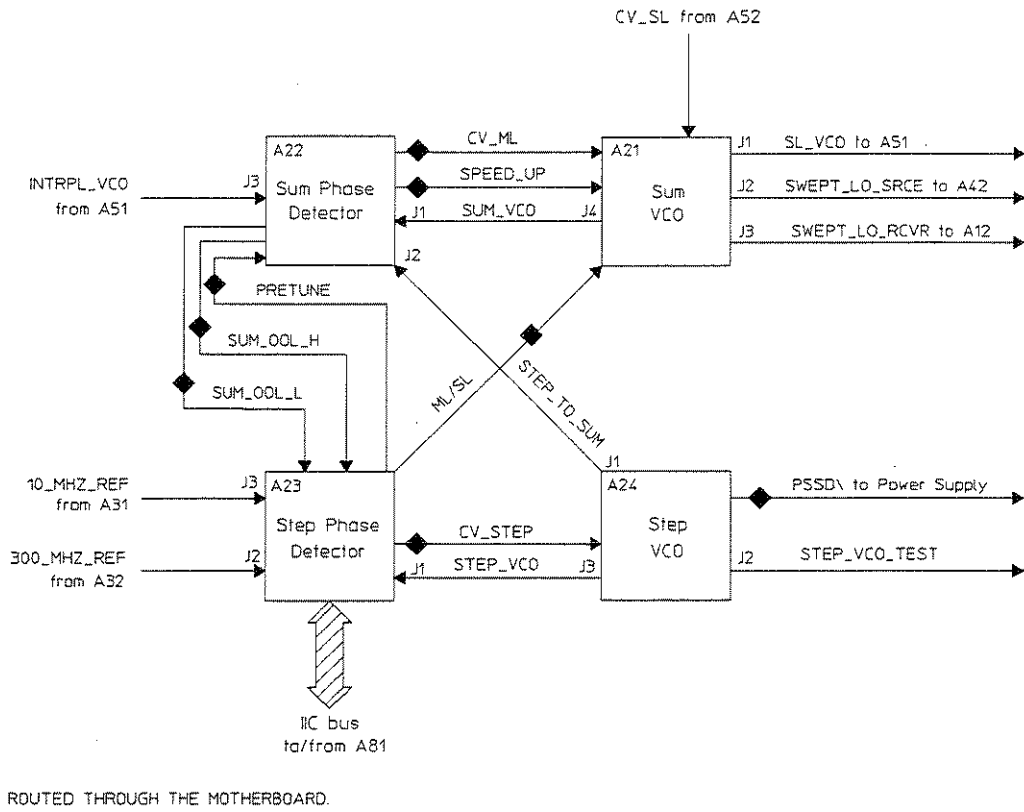 CV_SL from A52
A22
Sum Phase
Detector
CV_ML
SPEED_UP
SUM_VCO
J1
J4
A21
Sum
VCO
J1
SL_VCO to A51
J2
SWEPT_LO_SRCE to A42
J3
SWEPT_LO_RCVR to A12
INTRPL_VCO
from A51
J3
J2
PRETUNE
SUM_OOL_H
SUM_OOL_L
ML/SL
STEP_TO_SUM
J1
10_MHZ_REF
from A31
J3
A23
Step Phase
Detector
300_MHZ_REF
from A32
J2
CV_STEP
STEP_VCO
J1
J3
A24
Step
VCO
PSSD\ to Power Supply
J2
STEP_VCO_TEST
IIC bus
to/from A81
ROUTED THROUGH THE MOTHERBOARD.